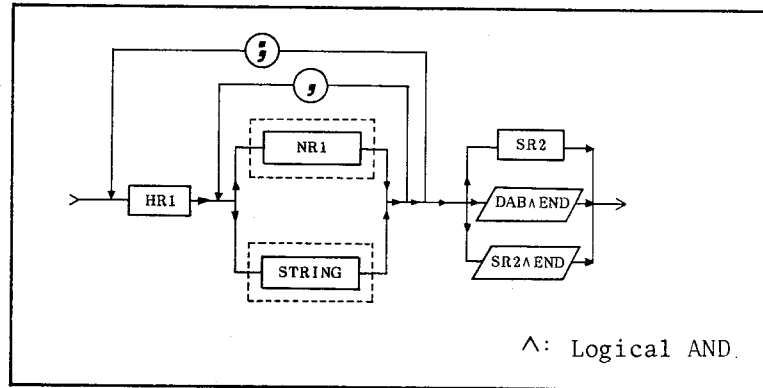 ;
,
NR1
SR2
HR1
DAB∧END
STRING
SR2∧END
∧: Logical AND.